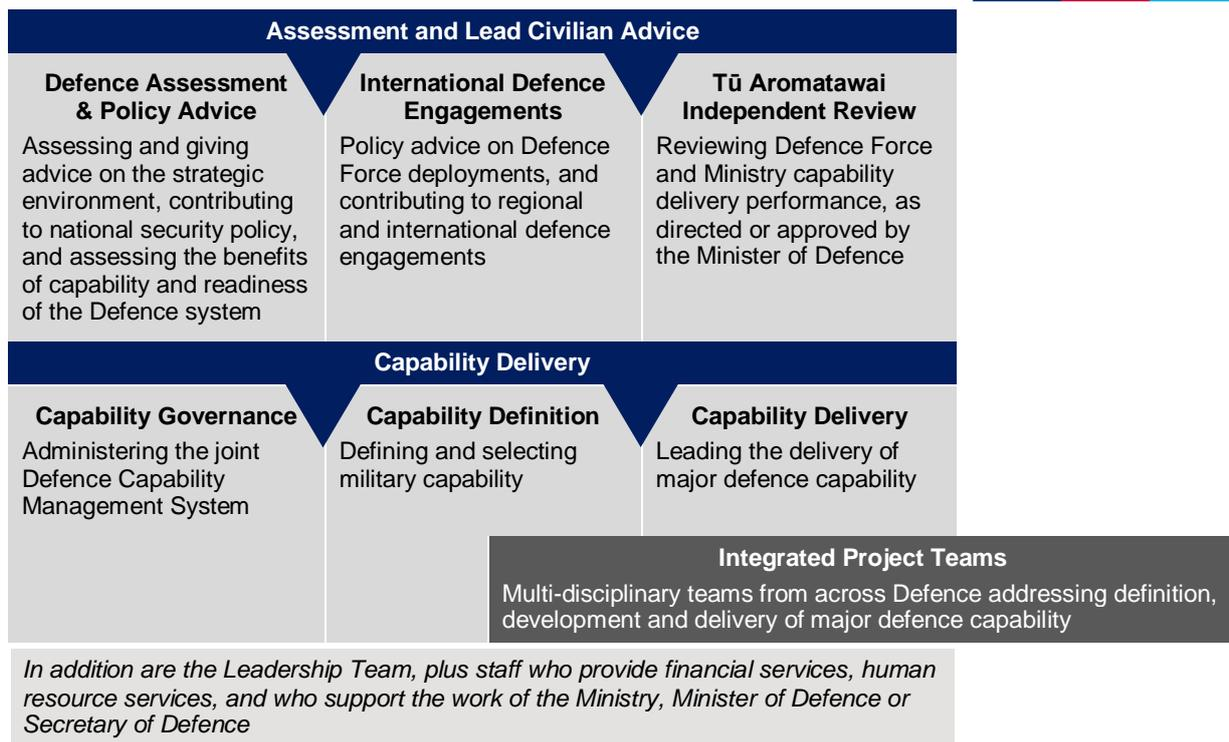 Assessment and Lead Civilian Advice
Defence Assessment
& Policy Advice
Assessing and giving
advice on the strategic
environment, contributing
to national security policy,
and assessing the benefits
of capability and readiness
of the Defence system
International Defence
Engagements
Policy advice on Defence
Force deployments, and
contributing to regional
and international defence
engagements
Tū Aromatawai
Independent Review
Reviewing Defence Force
and Ministry capability
delivery performance, as
directed or approved by
the Minister of Defence
Capability Delivery
Capability Governance
Administering the joint
Defence Capability
Management System
Capability Definition
Defining and selecting
military capability
Capability Delivery
Leading the delivery of
major defence capability
Integrated Project Teams
Multi-disciplinary teams from across Defence addressing definition,
development and delivery of major defence capability
In addition are the Leadership Team, plus staff who provide financial services, human
resource services, and who support the work of the Ministry, Minister of Defence or
Secretary of Defence